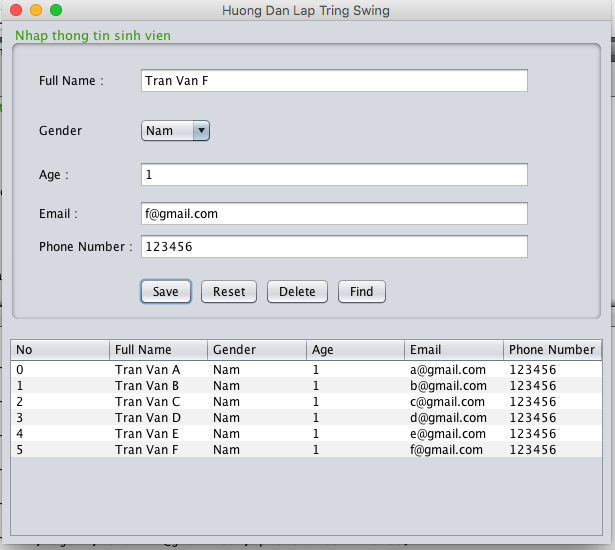 Huong Dan Lap Tring Swing
Nhap thong tin sinh vien
Full Name : Tran Van F
Gender Nam
Age : 1
Email : f@gmail.com
Phone Number : 123456
Save Reset Delete Find
No Full Name Gender Age Email Phone Number
0 Tran Van A Nam 1 a@gmail.com 123456
1 Tran Van B Nam 1 b@gmail.com 123456
2 Tran Van C Nam 1 c@gmail.com 123456
3 Tran Van D Nam 1 d@gmail.com 123456
4 Tran Van E Nam 1 e@gmail.com 123456
5 Tran Van F Nam 1 f@gmail.com 123456